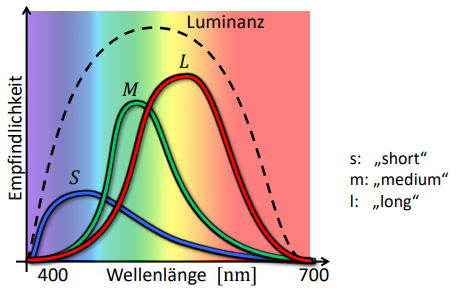 Luminanz
L
M
S
Empfindlichkeit
400 Wellenlänge [nm] 700
s: „short“
m: „medium“
l: „long“